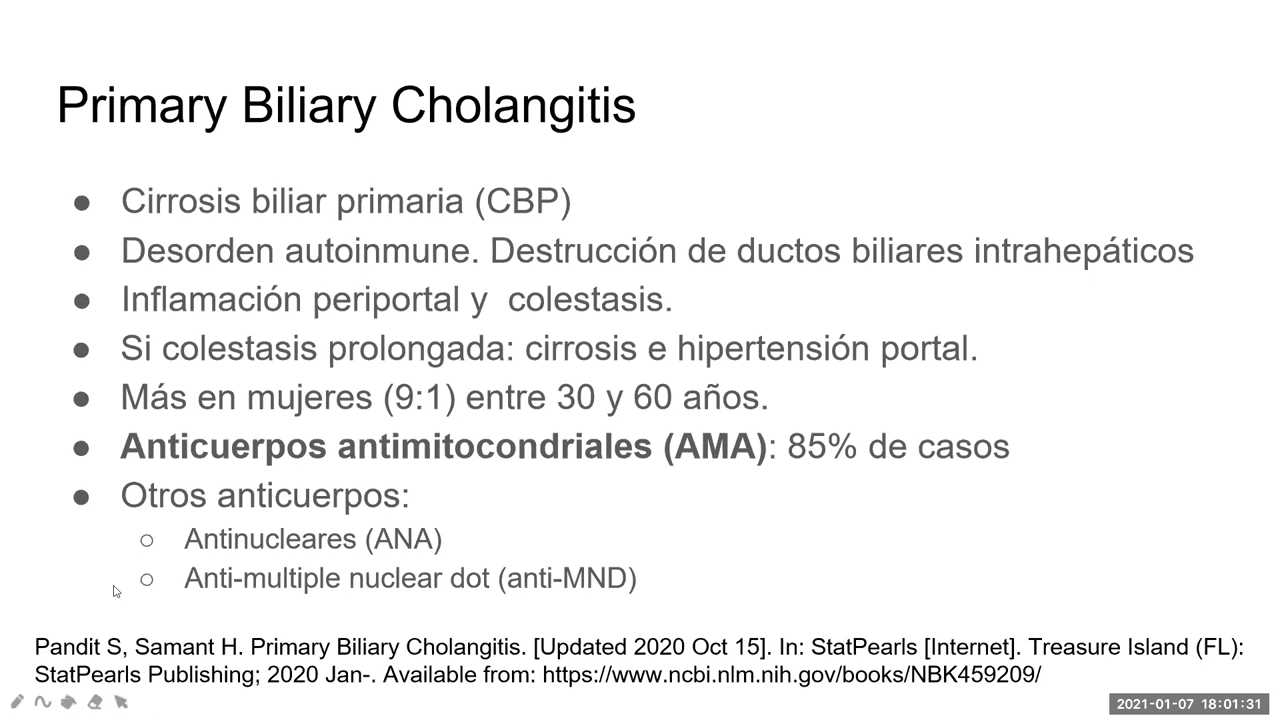 Primary Biliary Cholangitis
● Cirrosis biliar primaria (CBP)
● Desorden autoinmune. Destrucción de ductos biliares intrahepáticos
● Inflamación periportal y  colestasis.
● Si colestasis prolongada: cirrosis e hipertensión portal.
● Más en mujeres (9:1) entre 30 y 60 años.
● Anticuerpos antimitocondriales (AMA): 85% de casos
● Otros anticuerpos:
○ Antinucleares (ANA)
○ Anti-multiple nuclear dot (anti-MND)
Pandit S, Samant H. Primary Biliary Cholangitis. [Updated 2020 Oct 15]. In: StatPearls [Internet]. Treasure Island (FL):
StatPearls Publishing; 2020 Jan-. Available from: https://www.ncbi.nlm.nih.gov/books/NBK459209/
2021-01-07 18:01:31